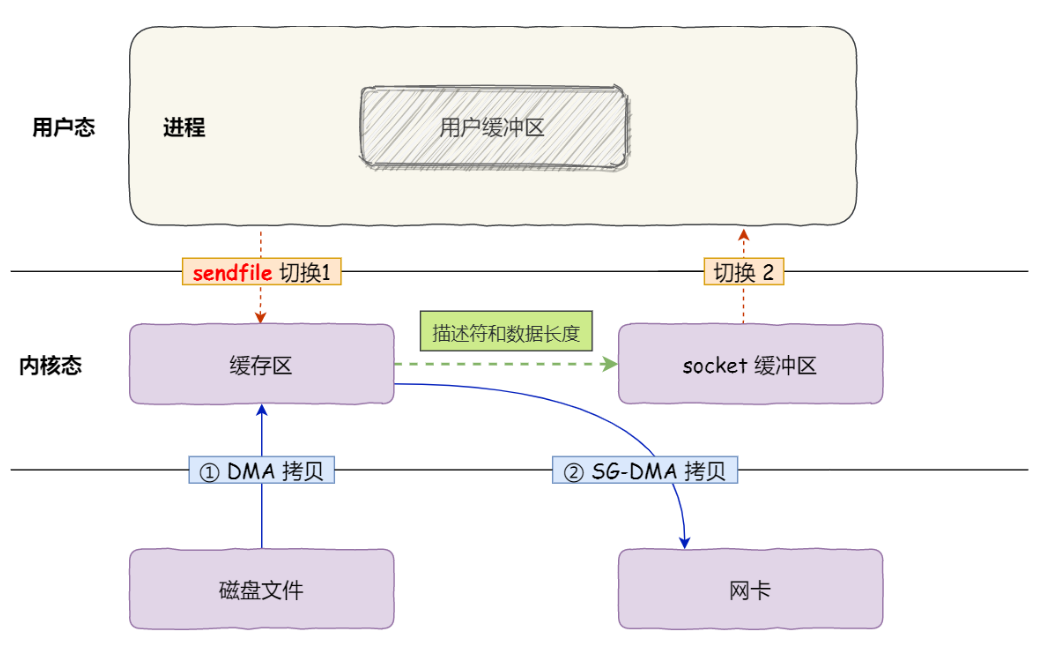 用户态
进程
用户缓冲区
sendfile 切换1
切换 2
描述符和数据长度
内核态
缓存区
socket 缓冲区
① DMA 拷贝
② SG-DMA 拷贝
磁盘文件
网卡